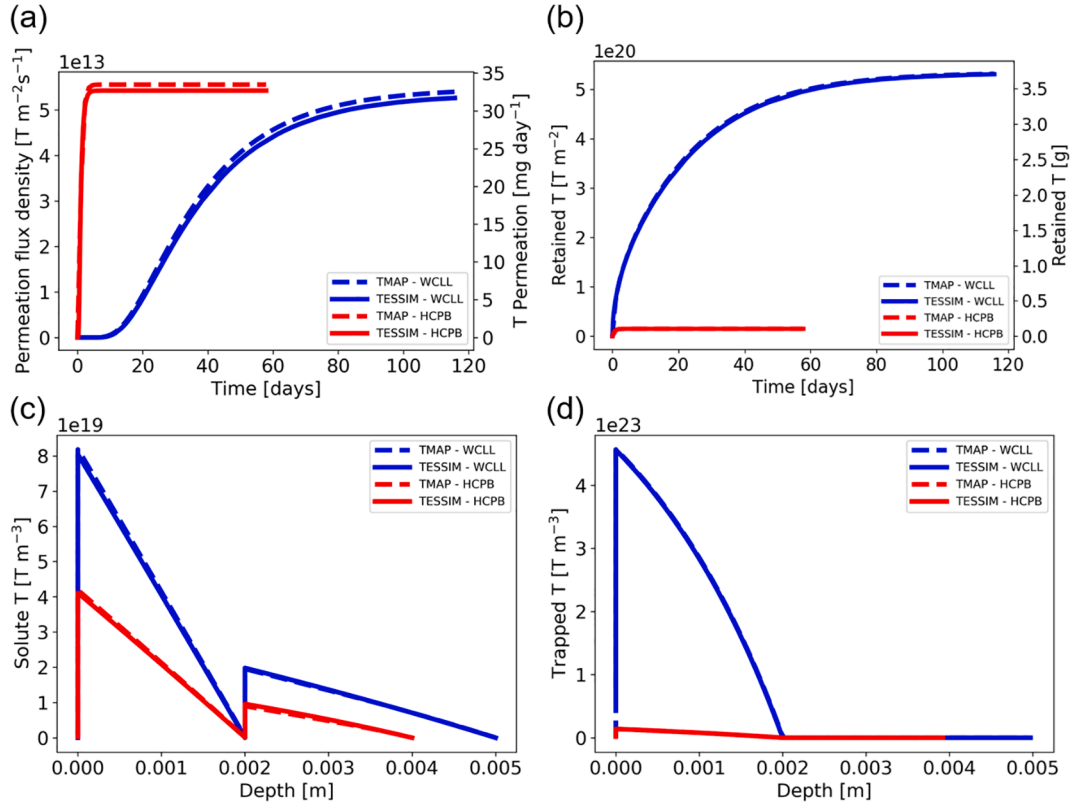 (a)
1e13
Permeation flux density [T m−2s−1]
5
4
3
2
1
0
35
30
25
20
15
10
5
0
T Permeation [mg day−1]
TMAP - WCLL
TESSIM - WCLL
TMAP - HCPB
TESSIM - HCPB
0 20 40 60 80 100 120
Time [days]
(b)
1e20
Retained T [T m−2]
5
4
3
2
1
0
3.5
3.0
2.5
2.0
1.5
1.0
0.5
0.0
Retained T [g]
TMAP - WCLL
TESSIM - WCLL
TMAP - HCPB
TESSIM - HCPB
0 20 40 60 80 100 120
Time [days]
(c)
1e19
Solute T [T m−3]
8
7
6
5
4
3
2
1
0
TMAP - WCLL
TESSIM - WCLL
TMAP - HCPB
TESSIM - HCPB
0.000 0.001 0.002 0.003 0.004 0.005
Depth [m]
(d)
1e23
Trapped T [T m−3]
4
3
2
1
0
TMAP - WCLL
TESSIM - WCLL
TMAP - HCPB
TESSIM - HCPB
0.000 0.001 0.002 0.003 0.004 0.005
Depth [m]